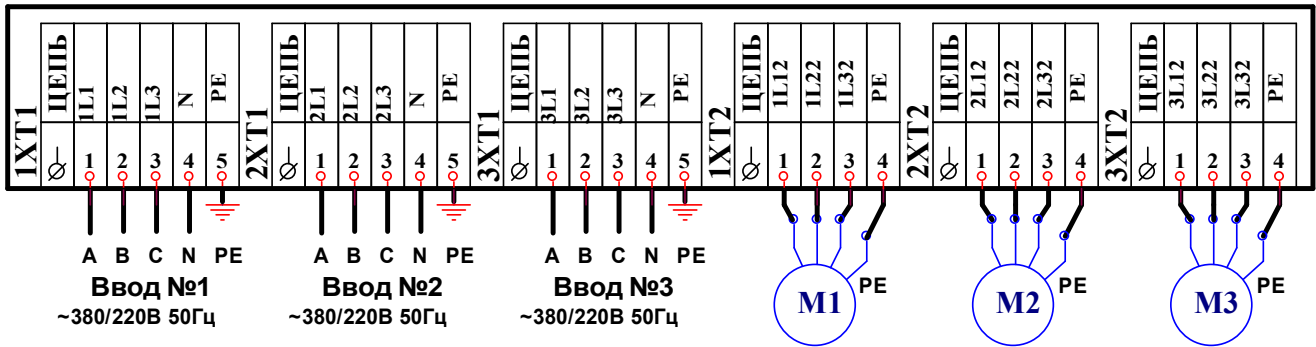 1XT1
ЦЕПЬ 1L1 1L2 1L3 N PE
1 2 3 4 5
2XT1
ЦЕПЬ 2L1 2L2 2L3 N PE
1 2 3 4 5
3XT1
ЦЕПЬ 3L1 3L2 3L3 N PE
1 2 3 4 5
1XT2
ЦЕПЬ 1L12 1L22 1L32 PE
1 2 3 4
2XT2
ЦЕПЬ 2L12 2L22 2L32 PE
1 2 3 4
3XT2
ЦЕПЬ 3L12 3L22 3L32 PE
1 2 3 4
A B C N PE
Ввод №1
~380/220В 50Гц
A B C N PE
Ввод №2
~380/220В 50Гц
A B C N PE
Ввод №3
~380/220В 50Гц
M1 PE
M2 PE
M3 PE